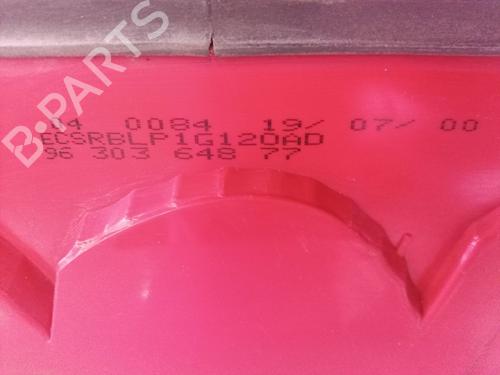 04 0084 19/ 07/ 00
ECSRBLP1G120AD
96 303 648 77
B-PARTS